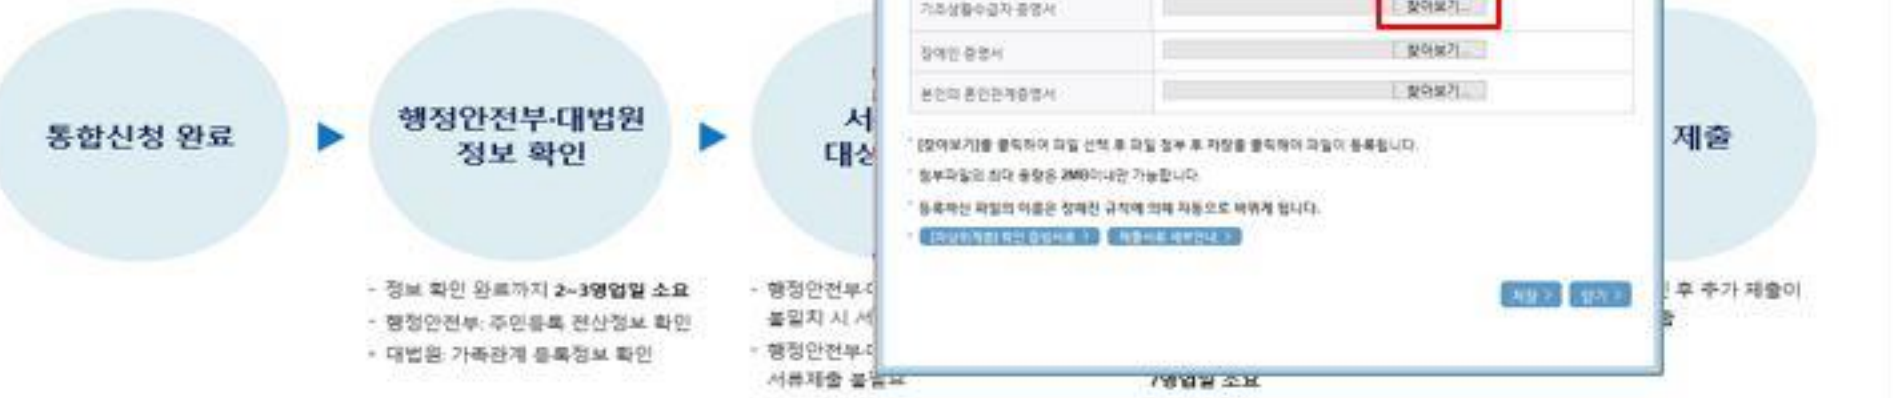 기초생활수급자 증명서
찾아보기...
장애인 증명서
찾아보기...
본인의 혼인관계증명서
찾아보기...
통합신청 완료
행정안전부·대법원
정보 확인
서
대상
제출
[찾아보기]를 클릭하여 파일 선택 후 파일 첨부 후 저장을 클릭해야 파일이 등록됩니다.
첨부파일의 최대 용량은 2MB이내만 가능합니다.
등록하신 파일의 이름은 정해진 규칙에 의해 자동으로 바뀌게 됩니다.
저장 >
닫기 >
- 정보 확인 완료까지 2~3영업일 소요
- 행정안전부: 주민등록 전산정보 확인
- 대법원: 가족관계 등록정보 확인
- 행정안전부·
불일치 시 서
- 행정안전부·
서류제출 불필요
7영업일 소요
후 추가 제출이